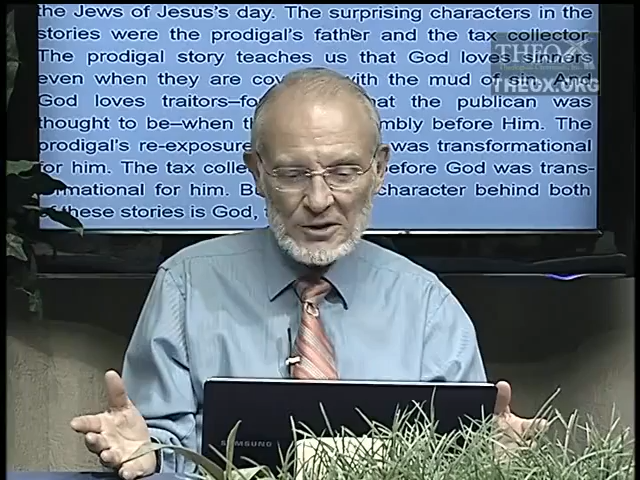 the Jews of Jesus's day. The surprising characters in the
stories were the prodigal's father and the tax collector.
The prodigal story teaches us that God loves sinners
even when they are with the mud of sin. And
God loves traitors—fo at the publican was
thought to be—when th mbly before Him. The
prodigal's re-exposure was transformational
for him. The tax colle efore God was trans-
formational for him. B character behind both
of these stories is God,
THEOX
THEOX.ORG
SAMSUNG